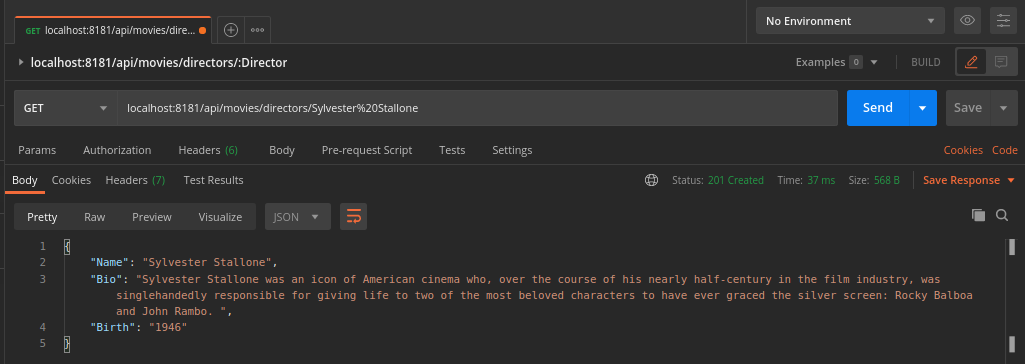 GET localhost:8181/api/movies/dire...
No Environment
localhost:8181/api/movies/directors/:Director
Examples 0
BUILD
GET localhost:8181/api/movies/directors/Sylvester%20Stallone
Send
Save
Params Authorization Headers (6) Body Pre-request Script Tests Settings
Cookies Code
Body Cookies Headers (7) Test Results
Status: 201 Created Time: 37 ms Size: 568 B
Save Response
Pretty Raw Preview Visualize JSON
1 {
2 "Name": "Sylvester Stallone",
3 "Bio": "Sylvester Stallone was an icon of American cinema who, over the course of his nearly half-century in the film industry, was
singlehandedly responsible for giving life to two of the most beloved characters to have ever graced the silver screen: Rocky Balboa
and John Rambo. ",
4 "Birth": "1946"
5 }